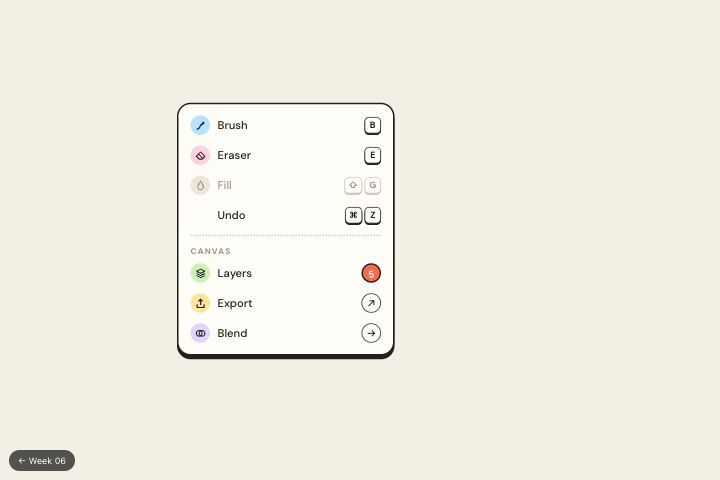 Brush B
Eraser E
Fill ⇧ G
Undo ⌘ Z
CANVAS
Layers 5
Export ↗
Blend →
← Week 06